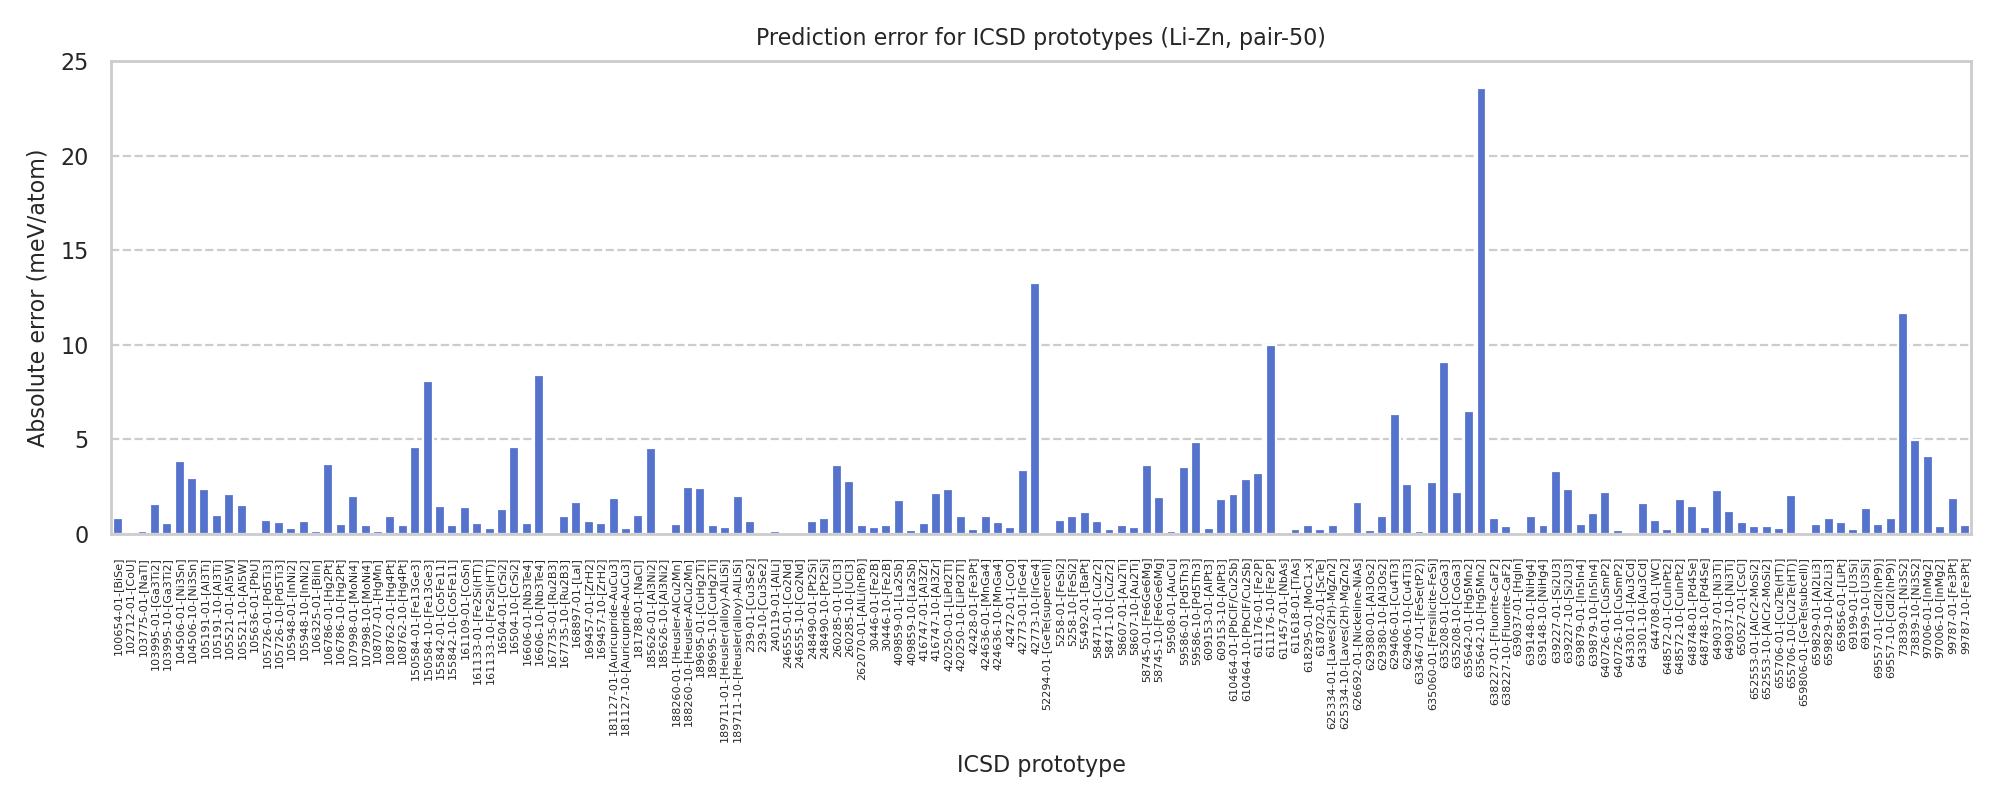 Prediction error for ICSD prototypes (Li-Zn, pair-50)
Absolute error (meV/atom)
25
20
15
10
5
0
100654-01-[BiSe]
102712-01-[CoU]
103775-01-[NaTl]
103995-01-[Ga3Ti2]
103995-10-[Ga3Ti2]
104506-01-[Ni3Sn]
104506-10-[Ni3Sn]
105191-01-[Al3Ti]
105191-10-[Al3Ti]
105521-01-[Al5W]
105521-10-[Al5W]
105636-01-[PbU]
105726-01-[Pd5Ti3]
105726-10-[Pd5Ti3]
105948-01-[InNi2]
105948-10-[InNi2]
106325-01-[BiIn]
106786-01-[Hg2Pt]
106786-10-[Hg2Pt]
107998-01-[MoNi4]
107998-10-[MoNi4]
108707-01-[HgMn]
108762-01-[Hg4Pt]
108762-10-[Hg4Pt]
150584-01-[Fe13Ge3]
150584-10-[Fe13Ge3]
155842-01-[Co5Fe11]
155842-10-[Co5Fe11]
161109-01-[CoSn]
161133-01-[Fe2Si(HT)]
161133-10-[Fe2Si(HT)]
16504-01-[CrSi2]
16504-10-[CrSi2]
16606-01-[Nb3Te4]
16606-10-[Nb3Te4]
167735-01-[Ru2B3]
167735-10-[Ru2B3]
168897-01-[LaI]
169457-01-[ZrH2]
169457-10-[ZrH2]
181127-01-[Auricupride-AuCu3]
181127-10-[Auricupride-AuCu3]
181788-01-[NaCl]
185626-01-[Al3Ni2]
185626-10-[Al3Ni2]
188260-01-[Heusler-AlCu2Mn]
188260-10-[Heusler-AlCu2Mn]
189695-01-[CuHg2Ti]
189695-10-[CuHg2Ti]
189711-01-[Heusler(alloy)-AlLiSi]
189711-10-[Heusler(alloy)-AlLiSi]
239-01-[Cu3Se2]
239-10-[Cu3Se2]
240119-01-[AlLi]
246555-01-[Co2Nd]
246555-10-[Co2Nd]
248490-01-[Pt2Si]
248490-10-[Pt2Si]
260285-01-[UCl3]
260285-10-[UCl3]
262070-01-[AlLi(hP8)]
30446-01-[Fe2B]
30446-10-[Fe2B]
409859-01-[La2Sb]
409859-10-[La2Sb]
416747-01-[Al3Zr]
416747-10-[Al3Zr]
420250-01-[LiPd2Tl]
420250-10-[LiPd2Tl]
42428-01-[Fe3Pt]
424636-01-[MnGa4]
424636-10-[MnGa4]
42472-01-[CoO]
42773-01-[IrGe4]
42773-10-[IrGe4]
52294-01-[GeTe(supercell)]
5258-01-[FeSi2]
5258-10-[FeSi2]
55492-01-[BaPt]
58471-01-[CuZr2]
58471-10-[CuZr2]
58607-01-[Au2Ti]
58607-10-[Au2Ti]
58745-01-[Fe6Ge6Mg]
58745-10-[Fe6Ge6Mg]
59508-01-[AuCu]
59586-01-[Pd5Th3]
59586-10-[Pd5Th3]
609153-01-[AlPt3]
609153-10-[AlPt3]
610464-01-[PbClF/Cu2Sb]
610464-10-[PbClF/Cu2Sb]
611176-01-[Fe2P]
611176-10-[Fe2P]
611457-01-[NbAs]
611618-01-[TiAs]
618295-01-[MoC1-x]
618702-01-[ScTe]
625334-01-[Laves(2H)-MgZn2]
625334-10-[Laves(2H)-MgZn2]
626692-01-[Nickeline-NiAs]
629380-01-[Al3Os2]
629380-10-[Al3Os2]
629406-01-[Cu4Ti3]
629406-10-[Cu4Ti3]
633467-01-[FeSe(tP2)]
635060-01-[Fersilicite-FeSi]
635208-01-[CoGa3]
635208-10-[CoGa3]
635642-01-[Hg5Mn2]
635642-10-[Hg5Mn2]
638227-01-[Fluorite-CaF2]
638227-10-[Fluorite-CaF2]
639037-01-[HgIn]
639148-01-[NiHg4]
639148-10-[NiHg4]
639227-01-[Si2U3]
639227-10-[Si2U3]
639879-01-[In5In4]
639879-10-[In5In4]
640726-01-[CuSmP2]
640726-10-[CuSmP2]
643301-01-[Au3Cd]
643301-10-[Au3Cd]
644708-01-[WC]
648572-01-[CuInPt2]
648572-10-[CuInPt2]
648748-01-[Pd4Se]
648748-10-[Pd4Se]
649037-01-[Ni3Ti]
649037-10-[Ni3Ti]
650527-01-[CsCl]
652553-01-[AlCr2-MoSi2]
652553-10-[AlCr2-MoSi2]
655706-01-[Cu2Te(HT)]
655706-10-[Cu2Te(HT)]
659806-01-[GeTe(subcell)]
659829-01-[Al2Li3]
659829-10-[Al2Li3]
659856-01-[LiPt]
69199-01-[U3Si]
69199-10-[U3Si]
69557-01-[CdI2(hP9)]
69557-10-[CdI2(hP9)]
73839-01-[Ni3S2]
73839-10-[Ni3S2]
97006-01-[InMg2]
97006-10-[InMg2]
99787-01-[Fe3Pt]
99787-10-[Fe3Pt]
ICSD prototype